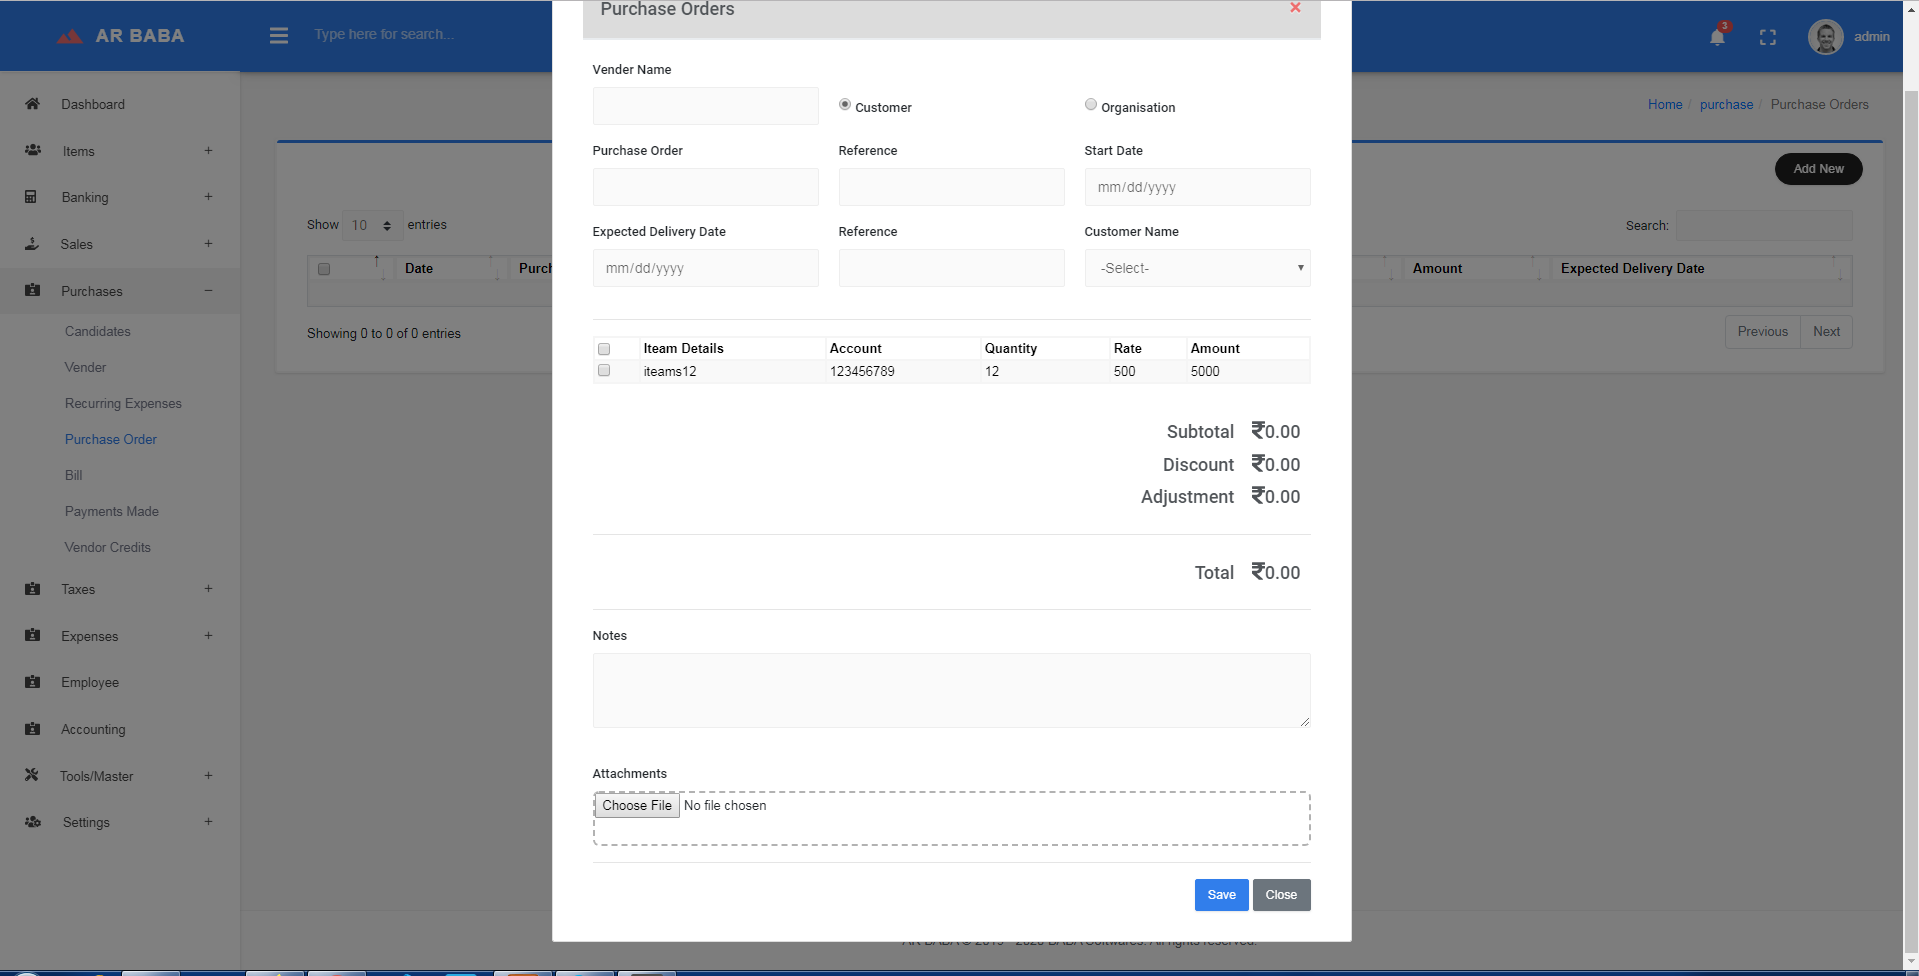 AR BABA
Type here for search...
3
admin
Dashboard
Items +
Banking +
Sales +
Purchases −
Candidates
Vender
Recurring Expenses
Purchase Order
Bill
Payments Made
Vendor Credits
Taxes +
Expenses +
Employee
Accounting
Tools/Master +
Settings +
Home / purchase / Purchase Orders
Add New
Show 10 entries
Search:
Date
Amount
Expected Delivery Date
Showing 0 to 0 of 0 entries
Previous Next
Purchase Orders ×
Vender Name
Customer
Organisation
Purchase Order Reference Start Date
mm/dd/yyyy
Expected Delivery Date Reference Customer Name
mm/dd/yyyy -Select-
Iteam Details Account Quantity Rate Amount
iteams12 123456789 12 500 5000
Subtotal ₹0.00
Discount ₹0.00
Adjustment ₹0.00
Total ₹0.00
Notes
Attachments
Choose File No file chosen
Save Close